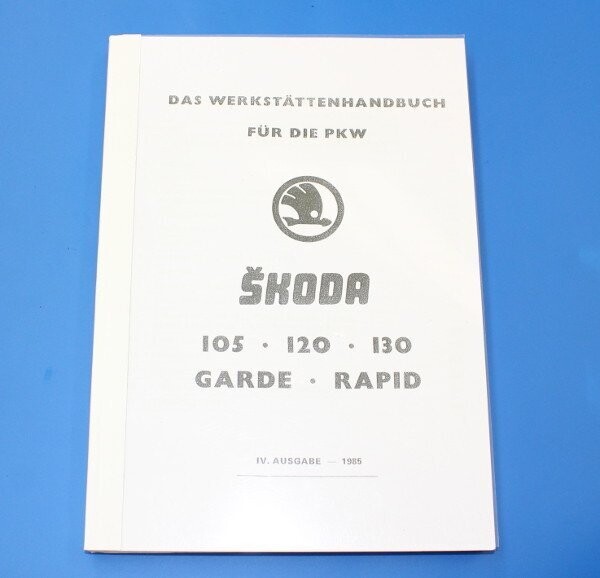 DAS WERKSTÄTTENHANDBUCH
FÜR DIE PKW
ŠKODA
105 · 120 · 130
GARDE · RAPID
IV. AUSGABE — 1985